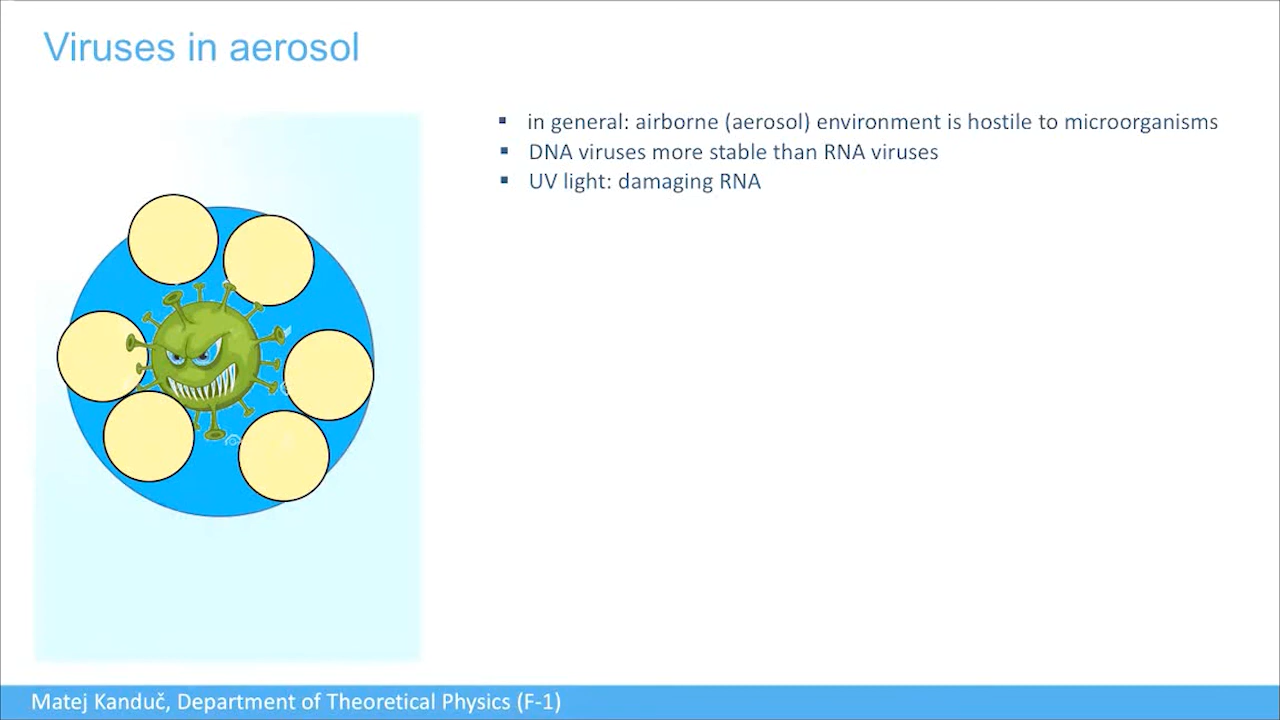 Viruses in aerosol
▪ in general: airborne (aerosol) environment is hostile to microorganisms
▪ DNA viruses more stable than RNA viruses
▪ UV light: damaging RNA
Matej Kanduč, Department of Theoretical Physics (F-1)